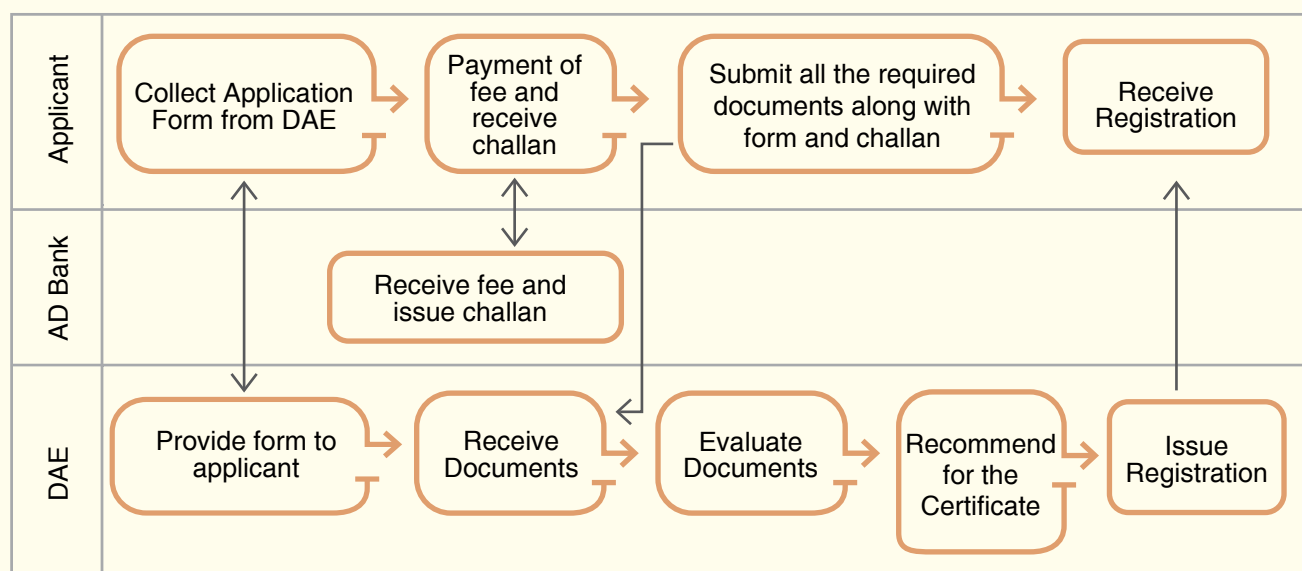 Applicant
Collect Application
Form from DAE
Payment of
fee and
receive
challan
Submit all the required
documents along with
form and challan
Receive
Registration
AD Bank
Receive fee and
issue challan
DAE
Provide form to
applicant
Receive
Documents
Evaluate
Documents
Recommend
for the
Certificate
Issue
Registration